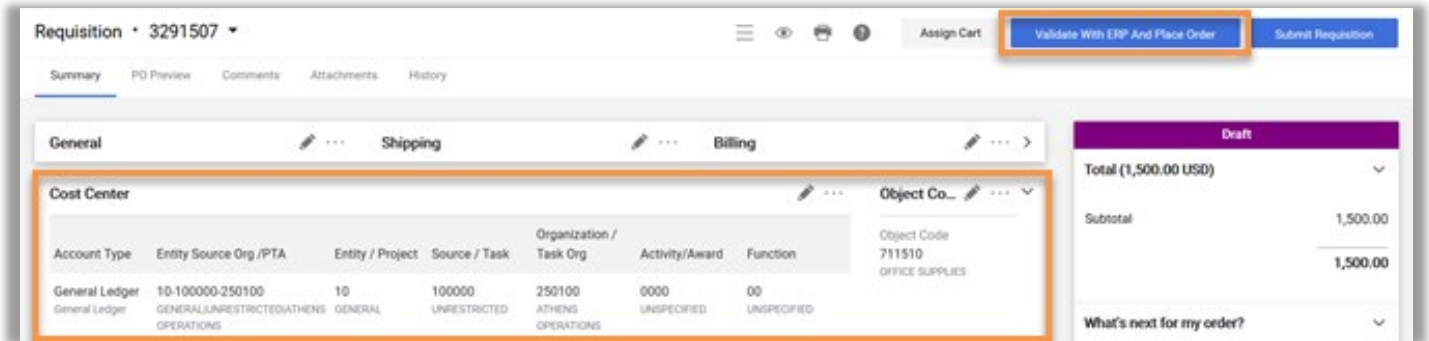 Requisition • 3291507
Assign Cart
Validate With ERP And Place Order
Submit Requisition
Summary PO Preview Comments Attachments History
General Shipping Billing
Draft
Total (1,500.00 USD)
Subtotal 1,500.00
1,500.00
What's next for my order?
Cost Center
Account Type Entity Source Org /PTA Entity / Project Source / Task Organization / Task Org Activity/Award Function
General Ledger 10-100000-250100 10 100000 250100 0000 00
General Ledger GENERAL|UNRESTRICTED|ATHENS OPERATIONS GENERAL UNRESTRICTED ATHENS OPERATIONS UNSPECIFIED UNSPECIFIED
Object Co...
Object Code
711510
OFFICE SUPPLIES